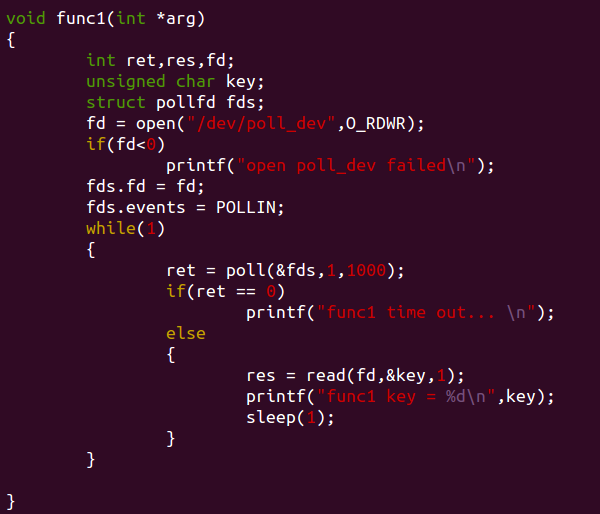 void func1(int *arg)
{
        int ret,res,fd;
        unsigned char key;
        struct pollfd fds;
        fd = open("/dev/poll_dev",O_RDWR);
        if(fd<0)
                printf("open poll_dev failed\n");
        fds.fd = fd;
        fds.events = POLLIN;
        while(1)
        {
                ret = poll(&fds,1,1000);
                if(ret == 0)
                        printf("func1 time out... \n");
                else
                {
                        res = read(fd,&key,1);
                        printf("func1 key = %d\n",key);
                        sleep(1);
                }
        }

}